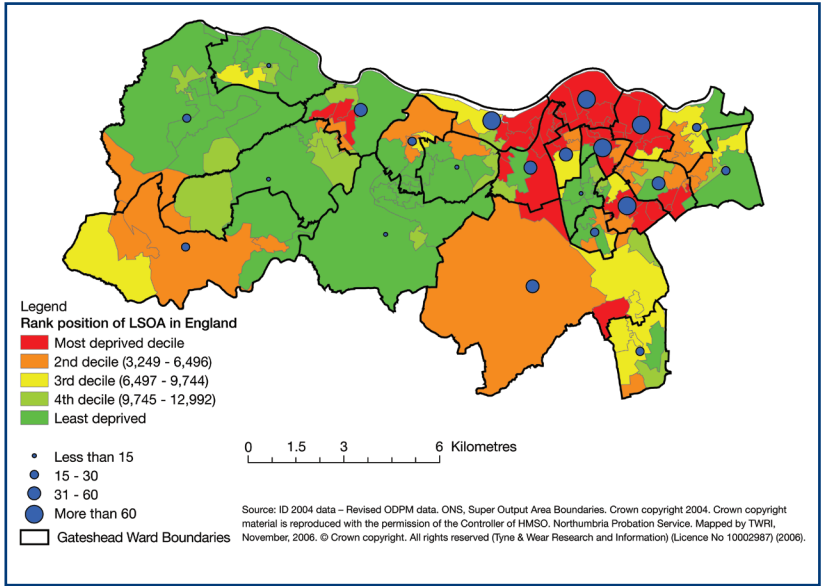 Legend
Rank position of LSOA in England
Most deprived decile
2nd decile (3,249 - 6,496)
3rd decile (6,497 - 9,744)
4th decile (9,745 - 12,992)
Least deprived
Less than 15
15 - 30
31 - 60
More than 60
Gateshead Ward Boundaries
0 1.5 3 6 Kilometres
Source: ID 2004 data – Revised ODPM data. ONS, Super Output Area Boundaries. Crown copyright 2004. Crown copyright
material is reproduced with the permission of the Controller of HMSO. Northumbria Probation Service. Mapped by TWRI,
November, 2006. © Crown copyright. All rights reserved (Tyne & Wear Research and Information) (Licence No 10002987) (2006).